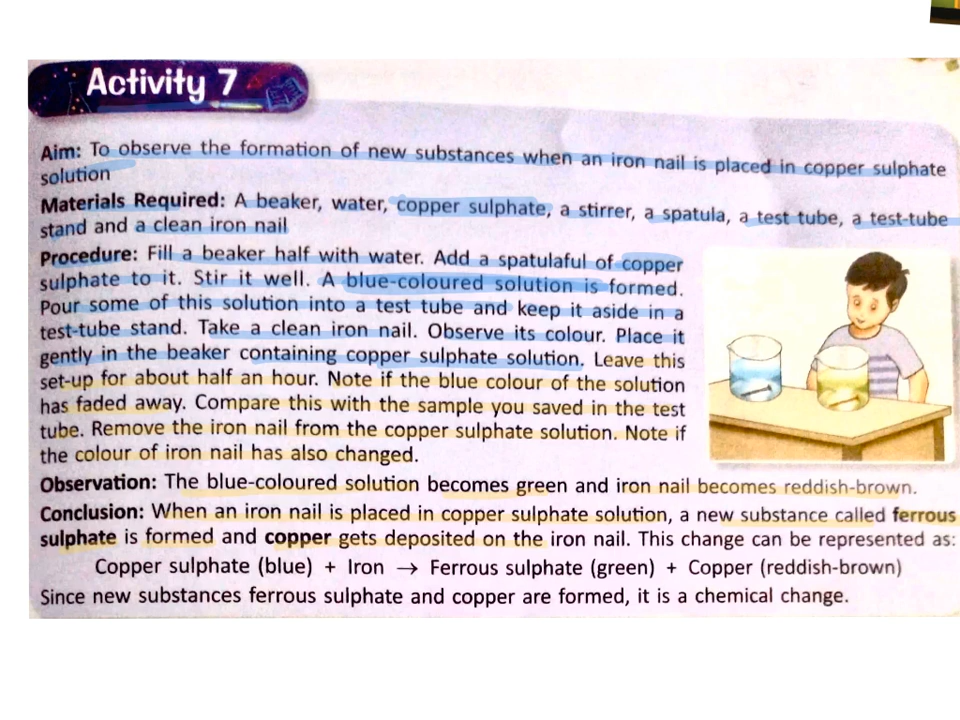 Activity 7
Aim: To observe the formation of new substances when an iron nail is placed in copper sulphate
solution
Materials Required: A beaker, water, copper sulphate, a stirrer, a spatula, a test tube, a test-tube
stand and a clean iron nail
Procedure: Fill a beaker half with water. Add a spatulaful of copper
sulphate to it. Stir it well. A blue-coloured solution is formed.
Pour some of this solution into a test tube and keep it aside in a
test-tube stand. Take a clean iron nail. Observe its colour. Place it
gently in the beaker containing copper sulphate solution. Leave this
set-up for about half an hour. Note if the blue colour of the solution
has faded away. Compare this with the sample you saved in the test
tube. Remove the iron nail from the copper sulphate solution. Note if
the colour of iron nail has also changed.
Observation: The blue-coloured solution becomes green and iron nail becomes reddish-brown.
Conclusion: When an iron nail is placed in copper sulphate solution, a new substance called ferrous
sulphate is formed and copper gets deposited on the iron nail. This change can be represented as:
Copper sulphate (blue) + Iron → Ferrous sulphate (green) + Copper (reddish-brown)
Since new substances ferrous sulphate and copper are formed, it is a chemical change.